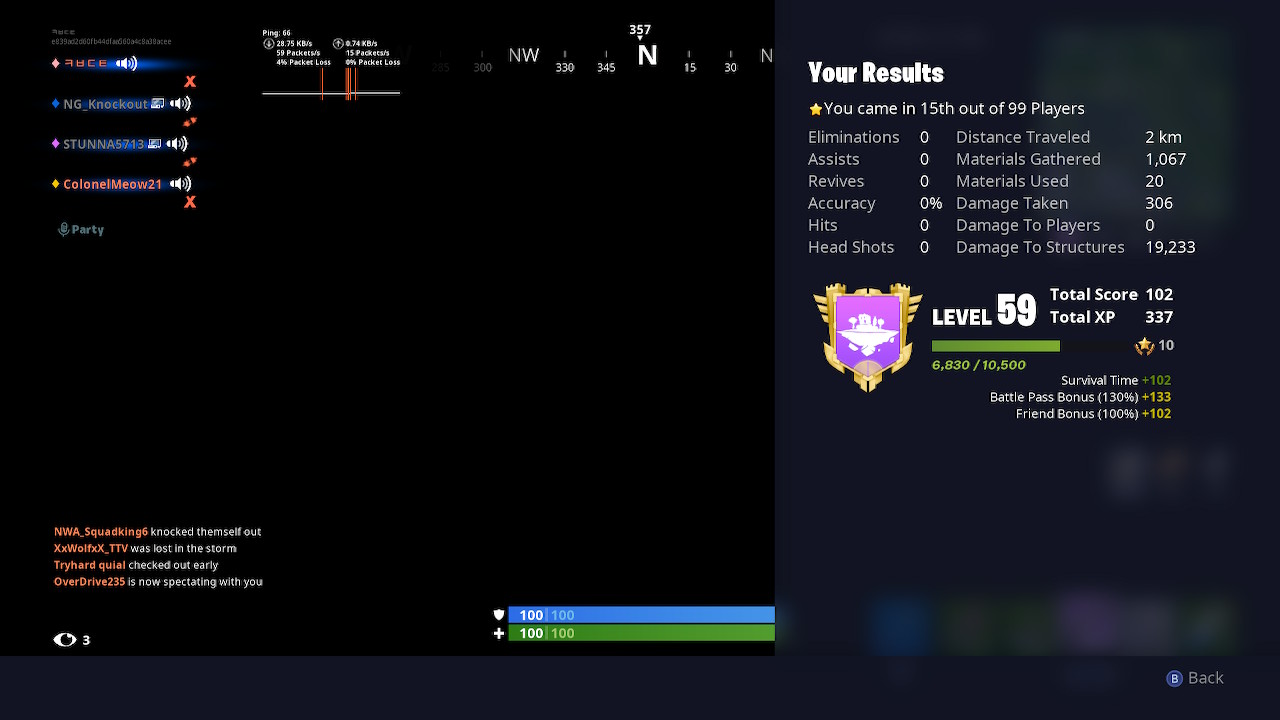 ㅋㅂㄷㅌ
Ping: 66
28.75 KB/s
0.74 KB/s
59 Packets/s
15 Packets/s
4% Packet Loss
0% Packet Loss
357
285
300
NW
330
345
N
15
30
N
NG_Knockout
STUNNA5713
ColonelMeow21
Party
NWA_Squadking6 knocked themself out
XxWolfxX_TTV was lost in the storm
Tryhard quial checked out early
OverDrive235 is now spectating with you
3
100 | 100
100 | 100
Your Results
You came in 15th out of 99 Players
Eliminations 0 Distance Traveled 2 km
Assists 0 Materials Gathered 1,067
Revives 0 Materials Used 20
Accuracy 0% Damage Taken 306
Hits 0 Damage To Players 0
Head Shots 0 Damage To Structures 19,233
LEVEL 59
Total Score 102
Total XP 337
10
6,830 / 10,500
Survival Time +102
Battle Pass Bonus (130%) +133
Friend Bonus (100%) +102
B Back